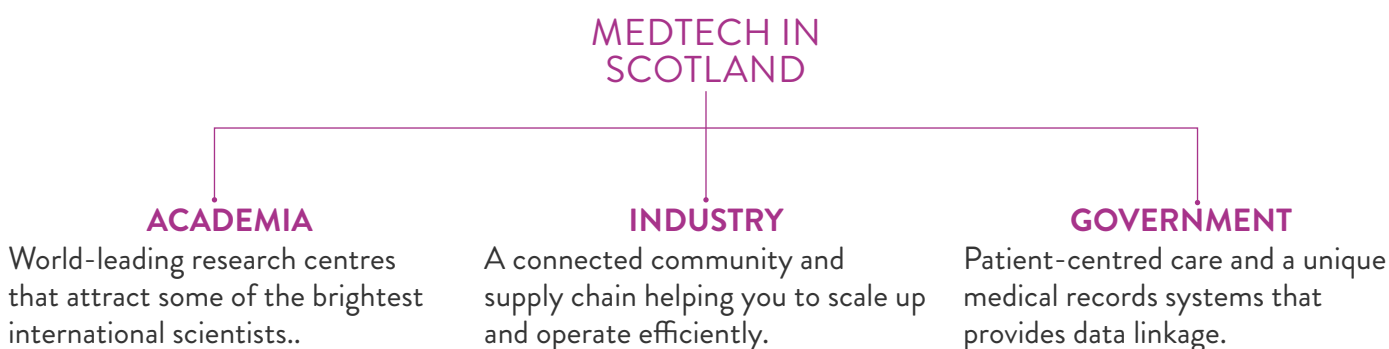 MEDTECH IN
SCOTLAND
ACADEMIA
World-leading research centres
that attract some of the brightest
international scientists..
INDUSTRY
A connected community and
supply chain helping you to scale up
and operate efficiently.
GOVERNMENT
Patient-centred care and a unique
medical records systems that
provides data linkage.